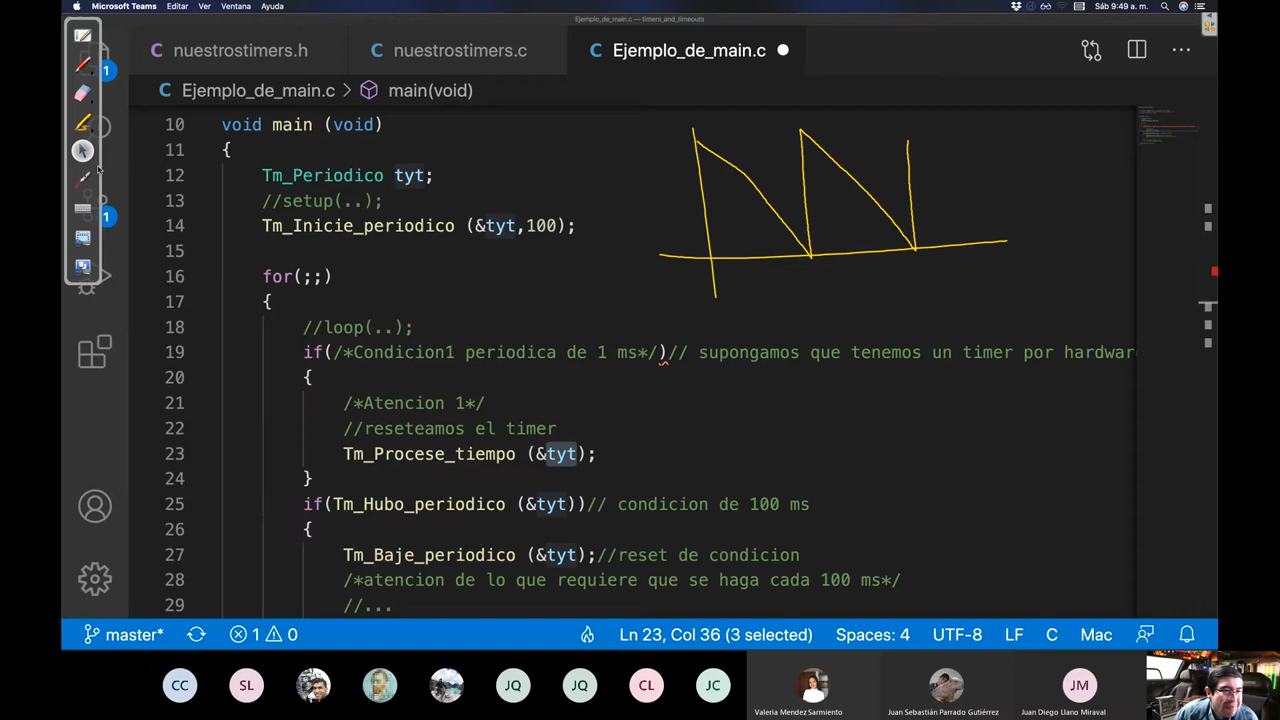 Microsoft Teams Editar Ver Ventana Ayuda Sáb 9:49 a. m.
Ejemplo_de_main.c — timers_and_timeouts
C nuestrostimers.h C nuestrostimers.c C Ejemplo_de_main.c
C Ejemplo_de_main.c > main(void)
1
1
10 void main (void)
11 {
12 Tm_Periodico tyt;
13 //setup(..);
14 Tm_Inicie_periodico (&tyt,100);
15
16 for(;;)
17 {
18 //loop(..);
19 if(/*Condicion1 periodica de 1 ms*/)// supongamos que tenemos un timer por hardwar
20 {
21 /*Atencion 1*/
22 //reseteamos el timer
23 Tm_Procese_tiempo (&tyt);
24 }
25 if(Tm_Hubo_periodico (&tyt))// condicion de 100 ms
26 {
27 Tm_Baje_periodico (&tyt);//reset de condicion
28 /*atencion de lo que requiere que se haga cada 100 ms*/
29 //...
master* 1 0 Ln 23, Col 36 (3 selected) Spaces: 4 UTF-8 LF C Mac
CC SL JQ JQ CL JC JM
Valeria Mendez Sarmiento Juan Sebastián Parrado Gutiérrez Juan Diego Llano Miraval